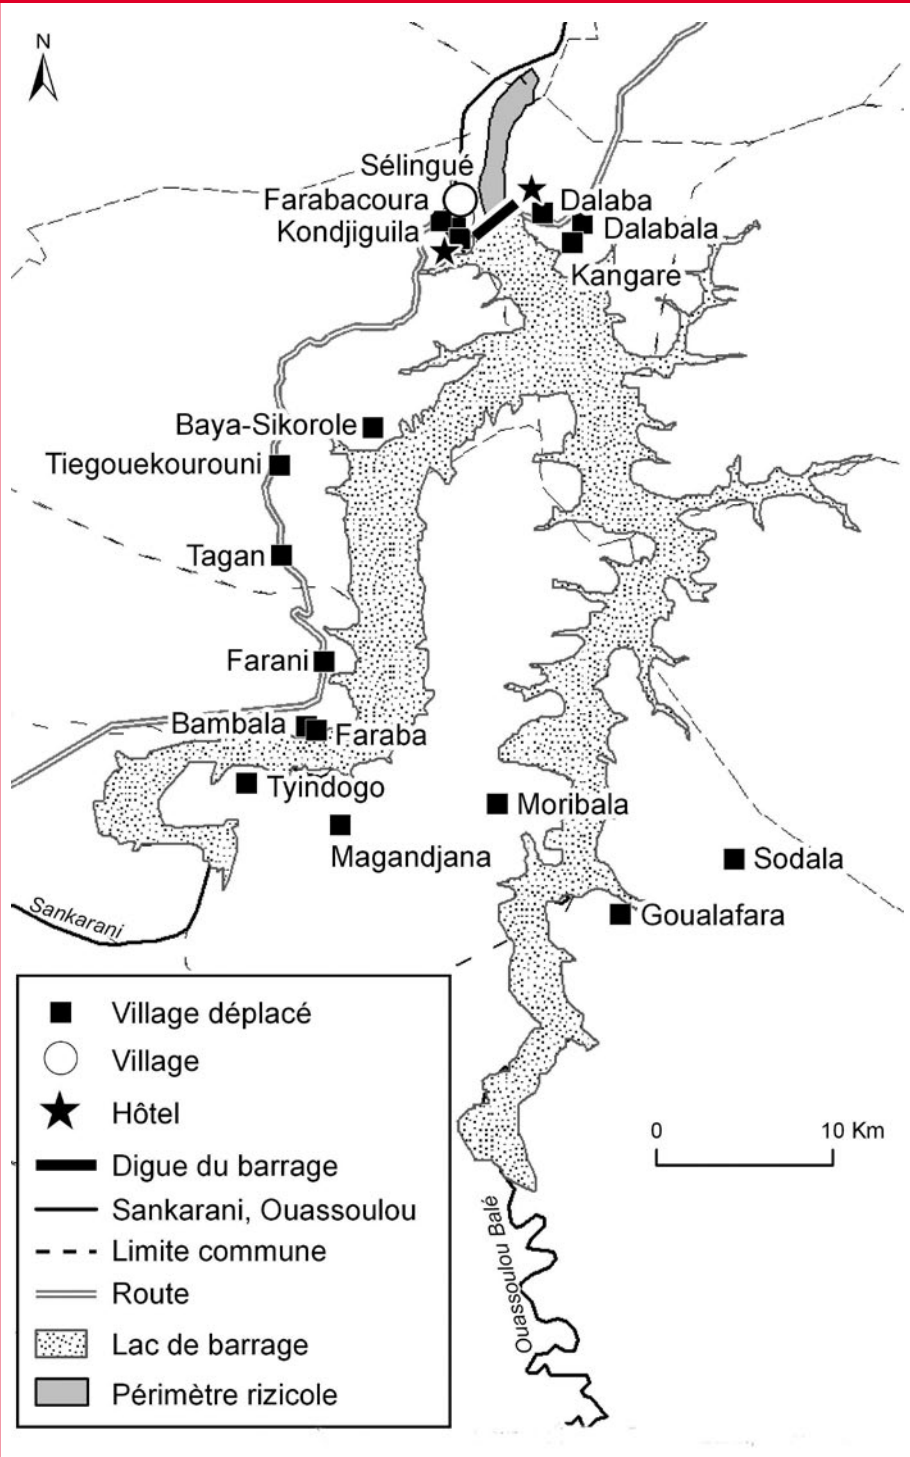 N
Sélingué
Farabacoura
Kondjiguila
Dalaba
Dalabala
Kangare
Baya-Sikorole
Tiegouekourouni
Tagan
Farani
Bambala
Faraba
Tyindogo
Magandjana
Moribala
Sodala
Goualafara
Sankarani
Ouassoulou Balé
0 10 Km
Village déplacé
Village
Hôtel
Digue du barrage
Sankarani, Ouassoulou
Limite commune
Route
Lac de barrage
Périmètre rizicole